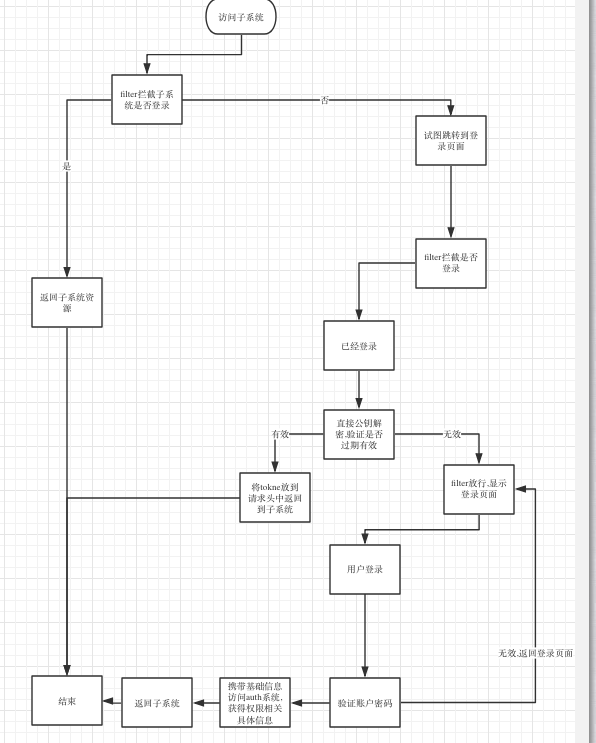 访问子系统
filter拦截子系
统是否登录
否
试图跳转到登
录页面
是
filter拦截是否
登录
返回子系统资
源
已经登录
直接公钥解
密,验证是否
过期有效
有效
无效
filter放行,显示
登录页面
将tokne放到
请求头中返回
到子系统
用户登录
无效,返回登录页面
携带基础信息
访问auth系统,
获得权限相关
具体信息
结束
返回子系统
验证账户密码